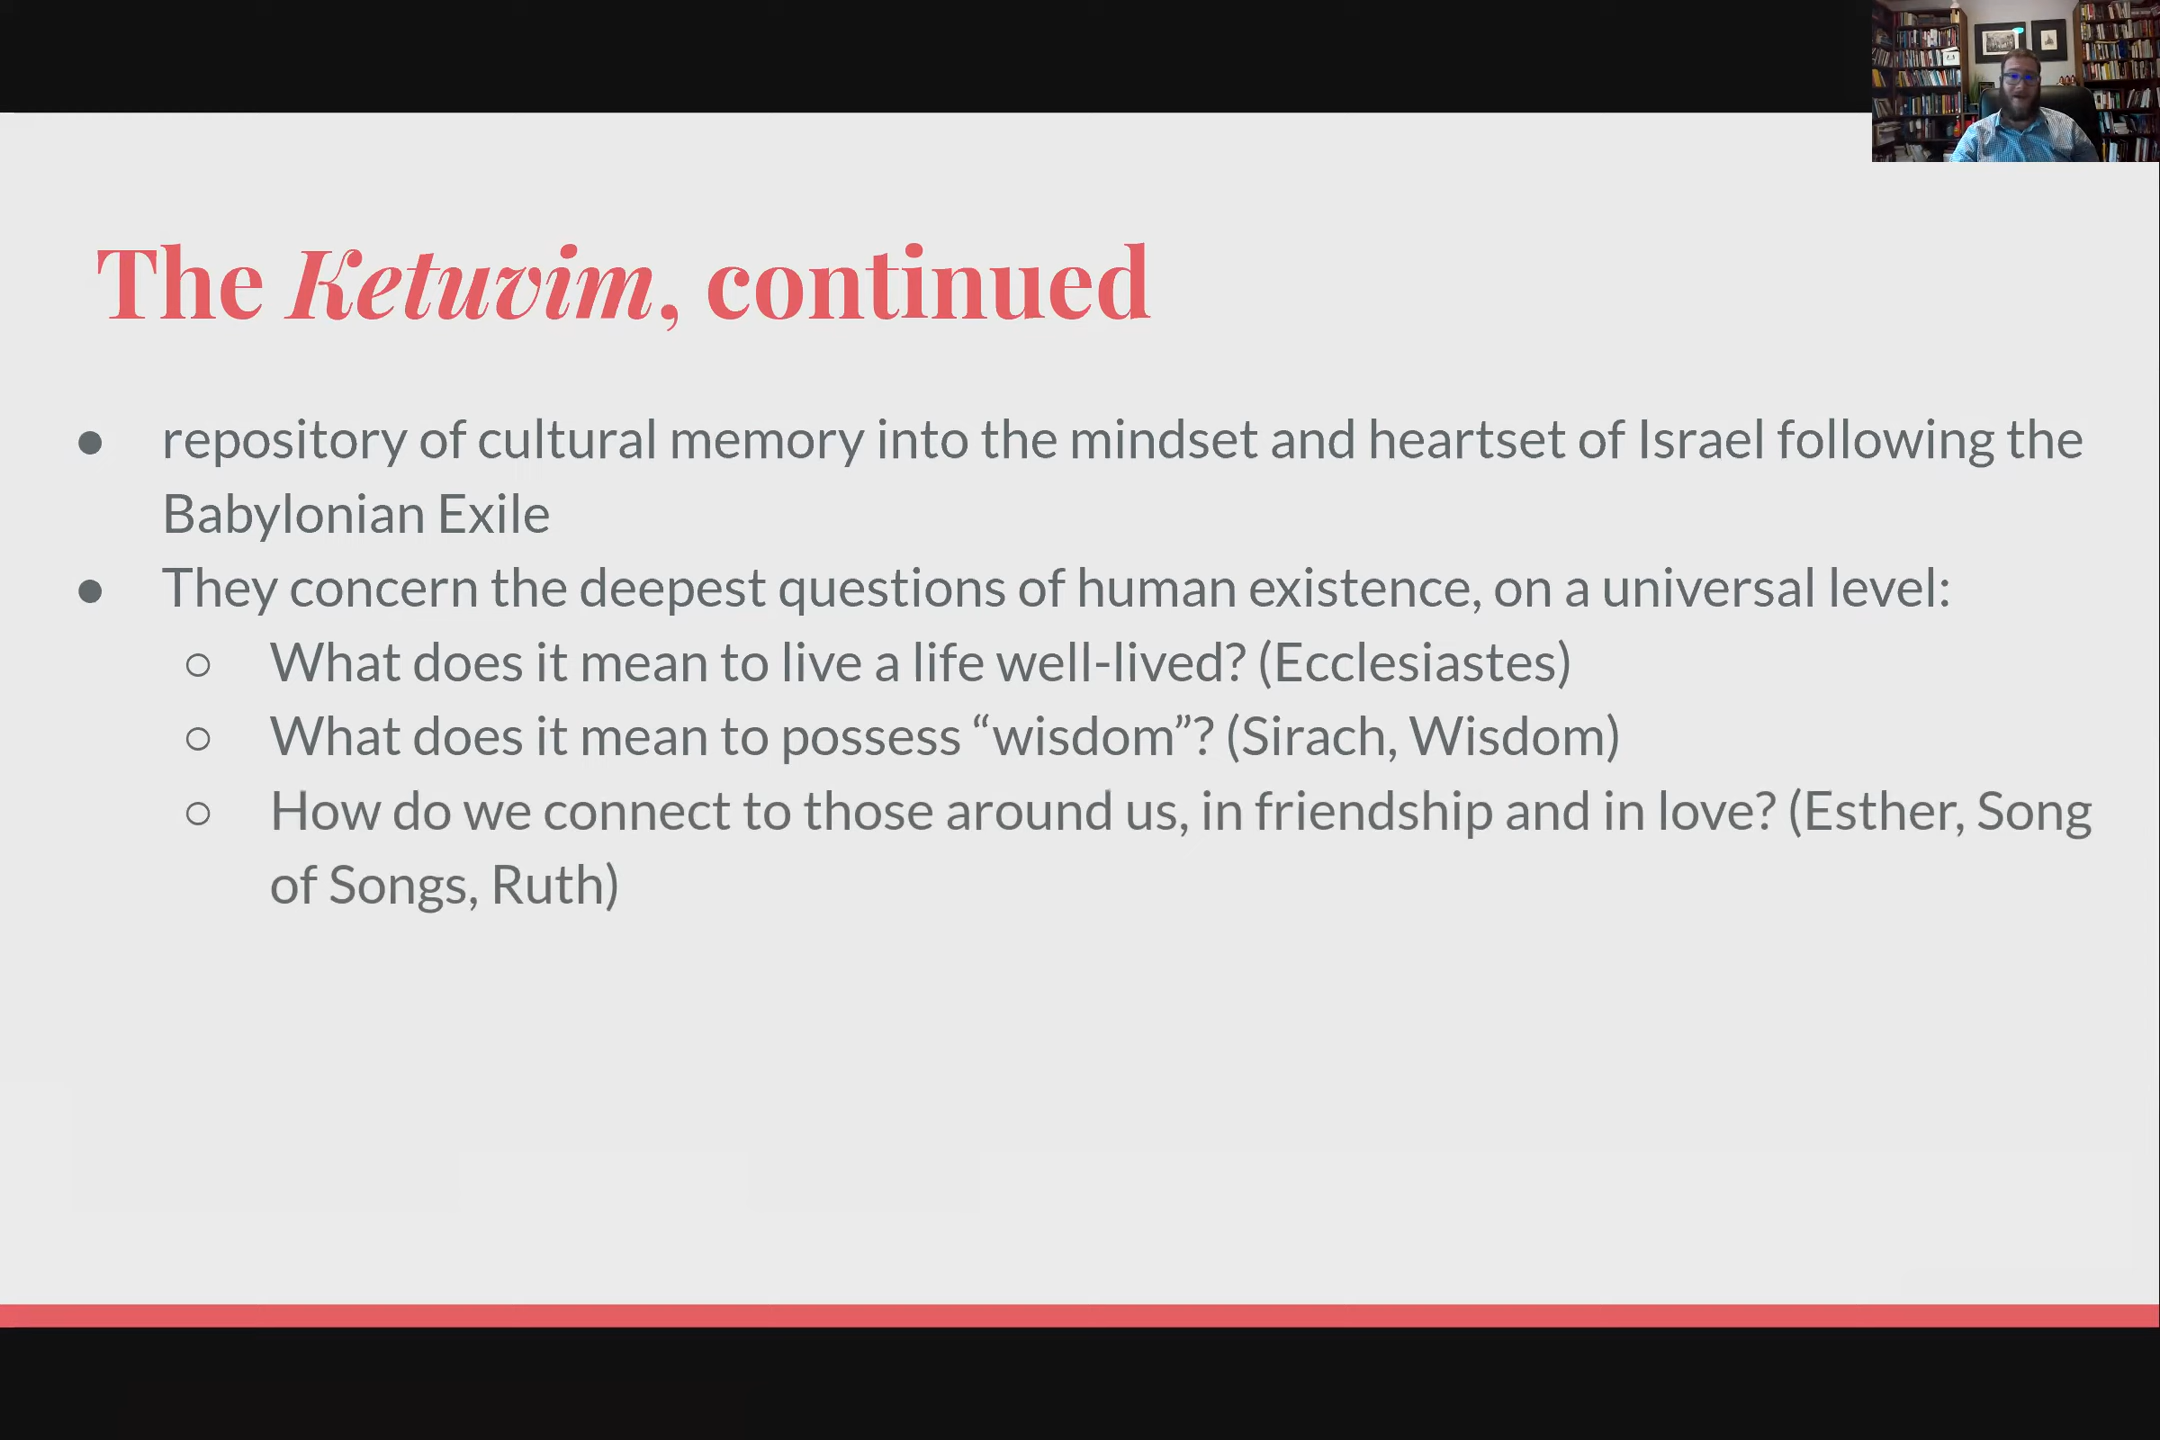 The Ketuvim, continued
● repository of cultural memory into the mindset and heartset of Israel following the
Babylonian Exile
● They concern the deepest questions of human existence, on a universal level:
○ What does it mean to live a life well-lived? (Ecclesiastes)
○ What does it mean to possess “wisdom”? (Sirach, Wisdom)
○ How do we connect to those around us, in friendship and in love? (Esther, Song
of Songs, Ruth)